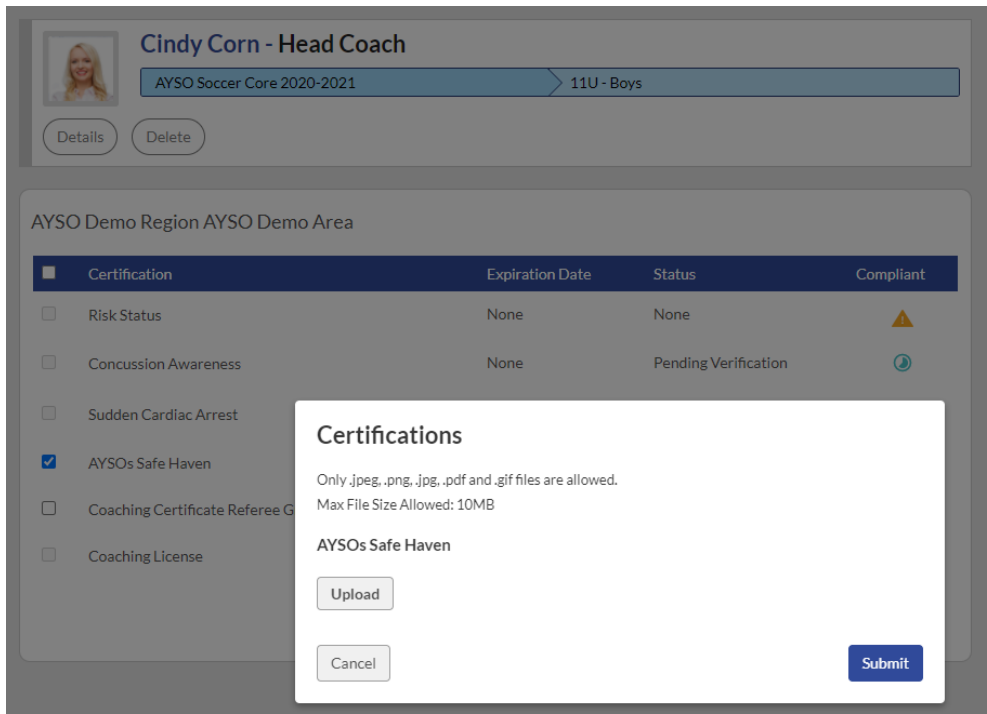 Cindy Corn - Head Coach
AYSO Soccer Core 2020-2021
11U - Boys
Details
Delete
AYSO Demo Region AYSO Demo Area
Certification Expiration Date Status Compliant
Risk Status None None
Concussion Awareness None Pending Verification
Sudden Cardiac Arrest
AYSOs Safe Haven
Coaching Certificate Referee G
Coaching License
Certifications
Only .jpeg, .png, .jpg, .pdf and .gif files are allowed.
Max File Size Allowed: 10MB
AYSOs Safe Haven
Upload
Cancel
Submit